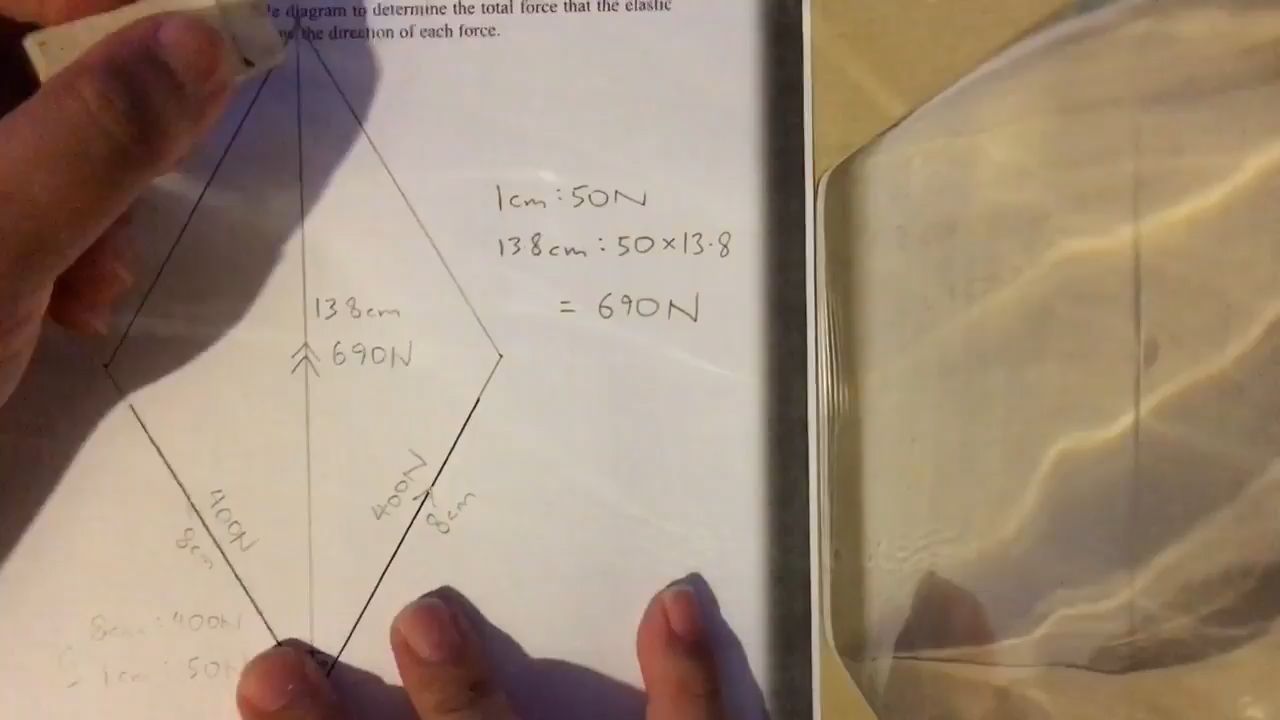 diagram to determine the total force that the elastic
the direction of each force.
1cm : 50N
13.8cm : 50 × 13.8
= 690N
13.8cm
690N
400N
8cm
400N
8cm
8cm : 400N
1cm : 50N